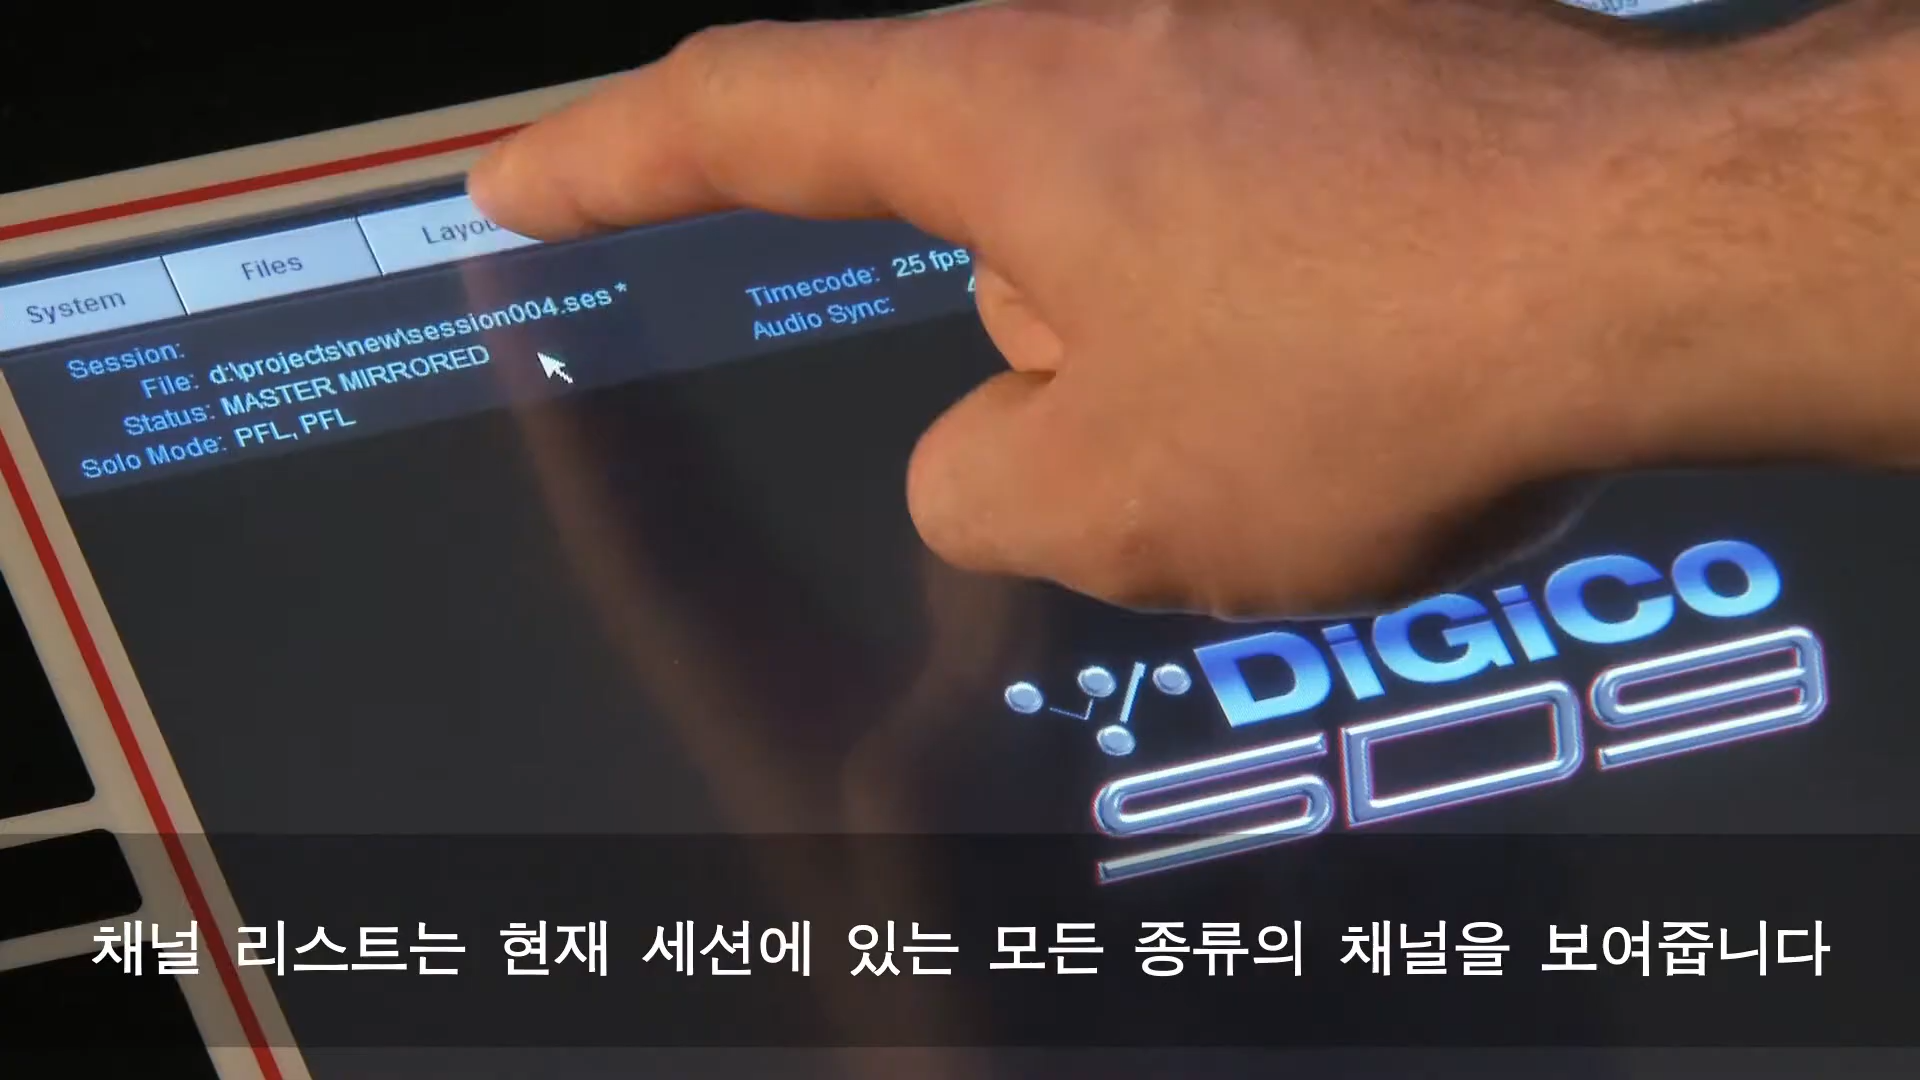 System
Files
Session:
File: d:\projects\new\session004.ses *
Status: MASTER MIRRORED
Solo Mode: PFL, PFL
Timecode: 25 fps
Audio Sync:
DiGiCo
SD9
채널 리스트는 현재 세션에 있는 모든 종류의 채널을 보여줍니다